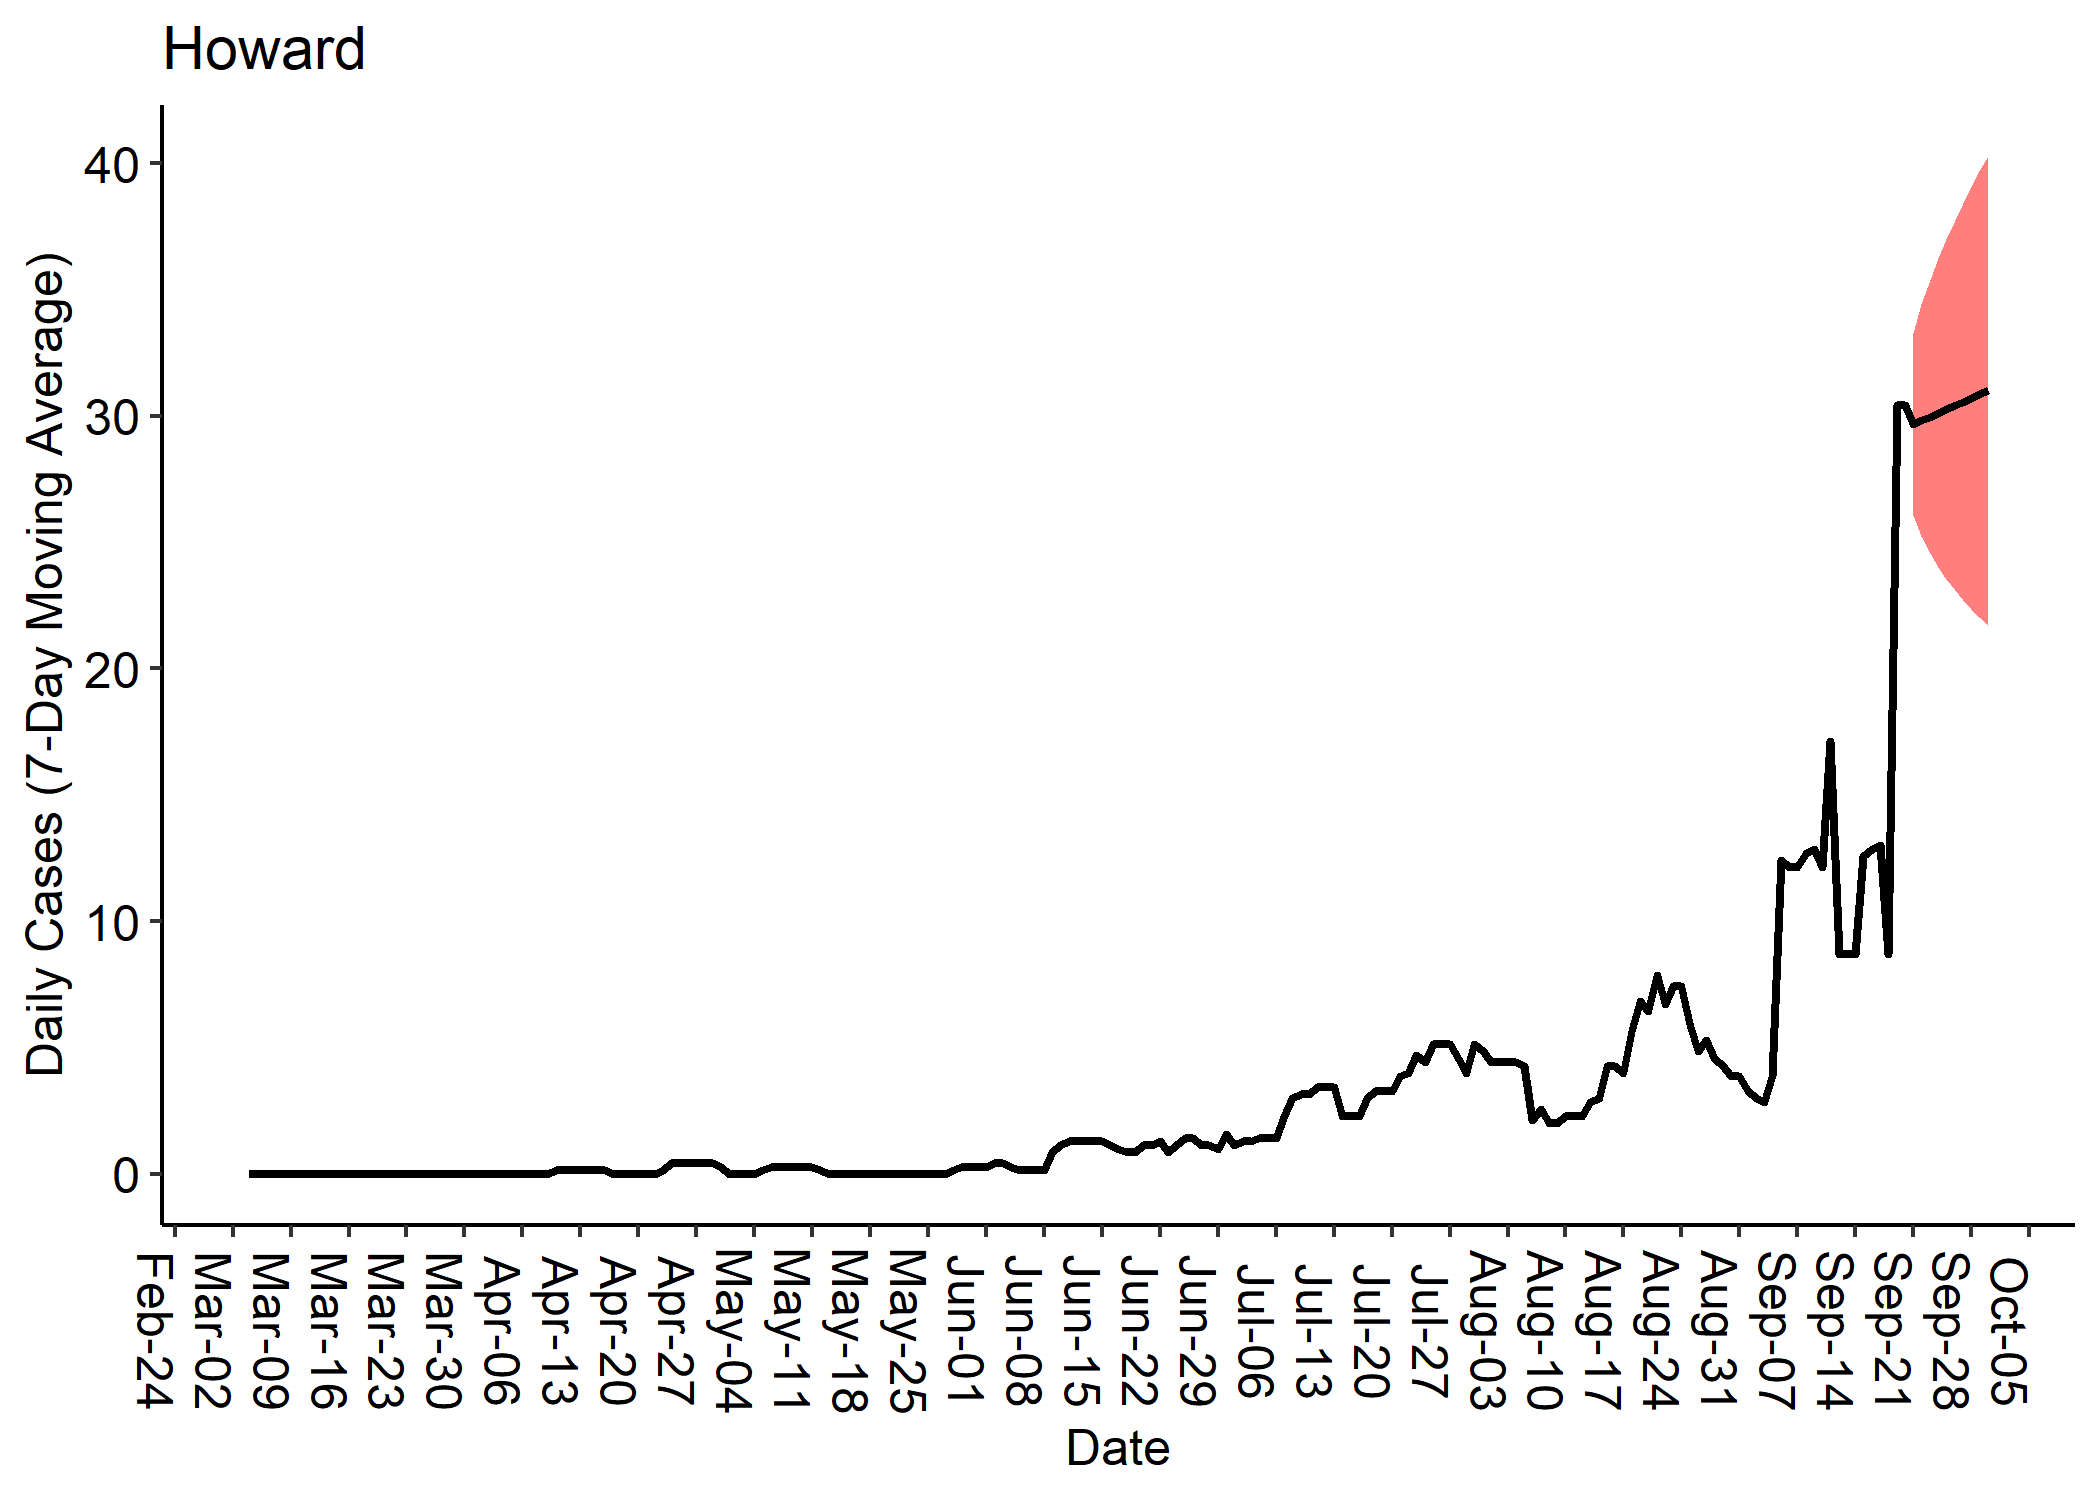 Howard
Daily Cases (7-Day Moving Average)
40
30
20
10
0
Feb-24
Mar-02
Mar-09
Mar-16
Mar-23
Mar-30
Apr-06
Apr-13
Apr-20
Apr-27
May-04
May-11
May-18
May-25
Jun-01
Jun-08
Jun-15
Jun-22
Jun-29
Jul-06
Jul-13
Jul-20
Jul-27
Aug-03
Aug-10
Aug-17
Aug-24
Aug-31
Sep-07
Sep-14
Sep-21
Sep-28
Oct-05
Date